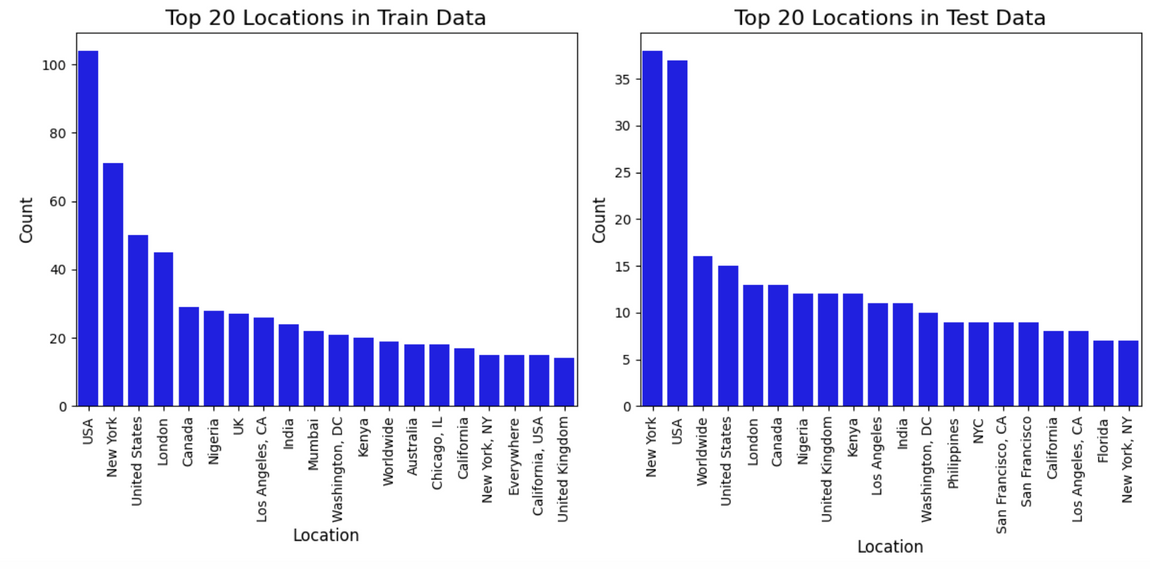 Top 20 Locations in Train Data
Count
100
80
60
40
20
0
USA
New York
United States
London
Canada
Nigeria
UK
Los Angeles, CA
India
Mumbai
Washington, DC
Kenya
Worldwide
Australia
Chicago, IL
California
New York, NY
Everywhere
California, USA
United Kingdom
Location
Top 20 Locations in Test Data
Count
35
30
25
20
15
10
5
0
New York
USA
Worldwide
United States
London
Canada
Nigeria
United Kingdom
Kenya
Los Angeles
India
Washington, DC
Philippines
NYC
San Francisco, CA
San Francisco
California
Los Angeles, CA
Florida
New York, NY
Location